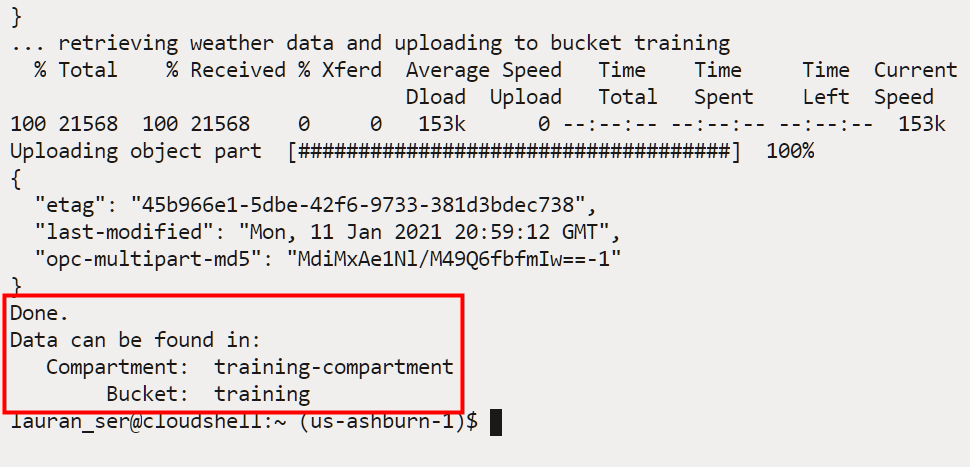 }
... retrieving weather data and uploading to bucket training
  % Total    % Received % Xferd  Average Speed   Time    Time     Time  Current
                                 Dload  Upload   Total   Spent    Left  Speed
100 21568  100 21568    0     0   153k      0 --:--:-- --:--:-- --:--:--  153k
Uploading object part  [####################################]  100%
{
  "etag": "45b966e1-5dbe-42f6-9733-381d3bdec738",
  "last-modified": "Mon, 11 Jan 2021 20:59:12 GMT",
  "opc-multipart-md5": "MdiMxAe1Nl/M49Q6fbfmIw==-1"
}
Done.
Data can be found in:
   Compartment:  training-compartment
        Bucket:  training
lauran_ser@cloudshell:~ (us-ashburn-1)$